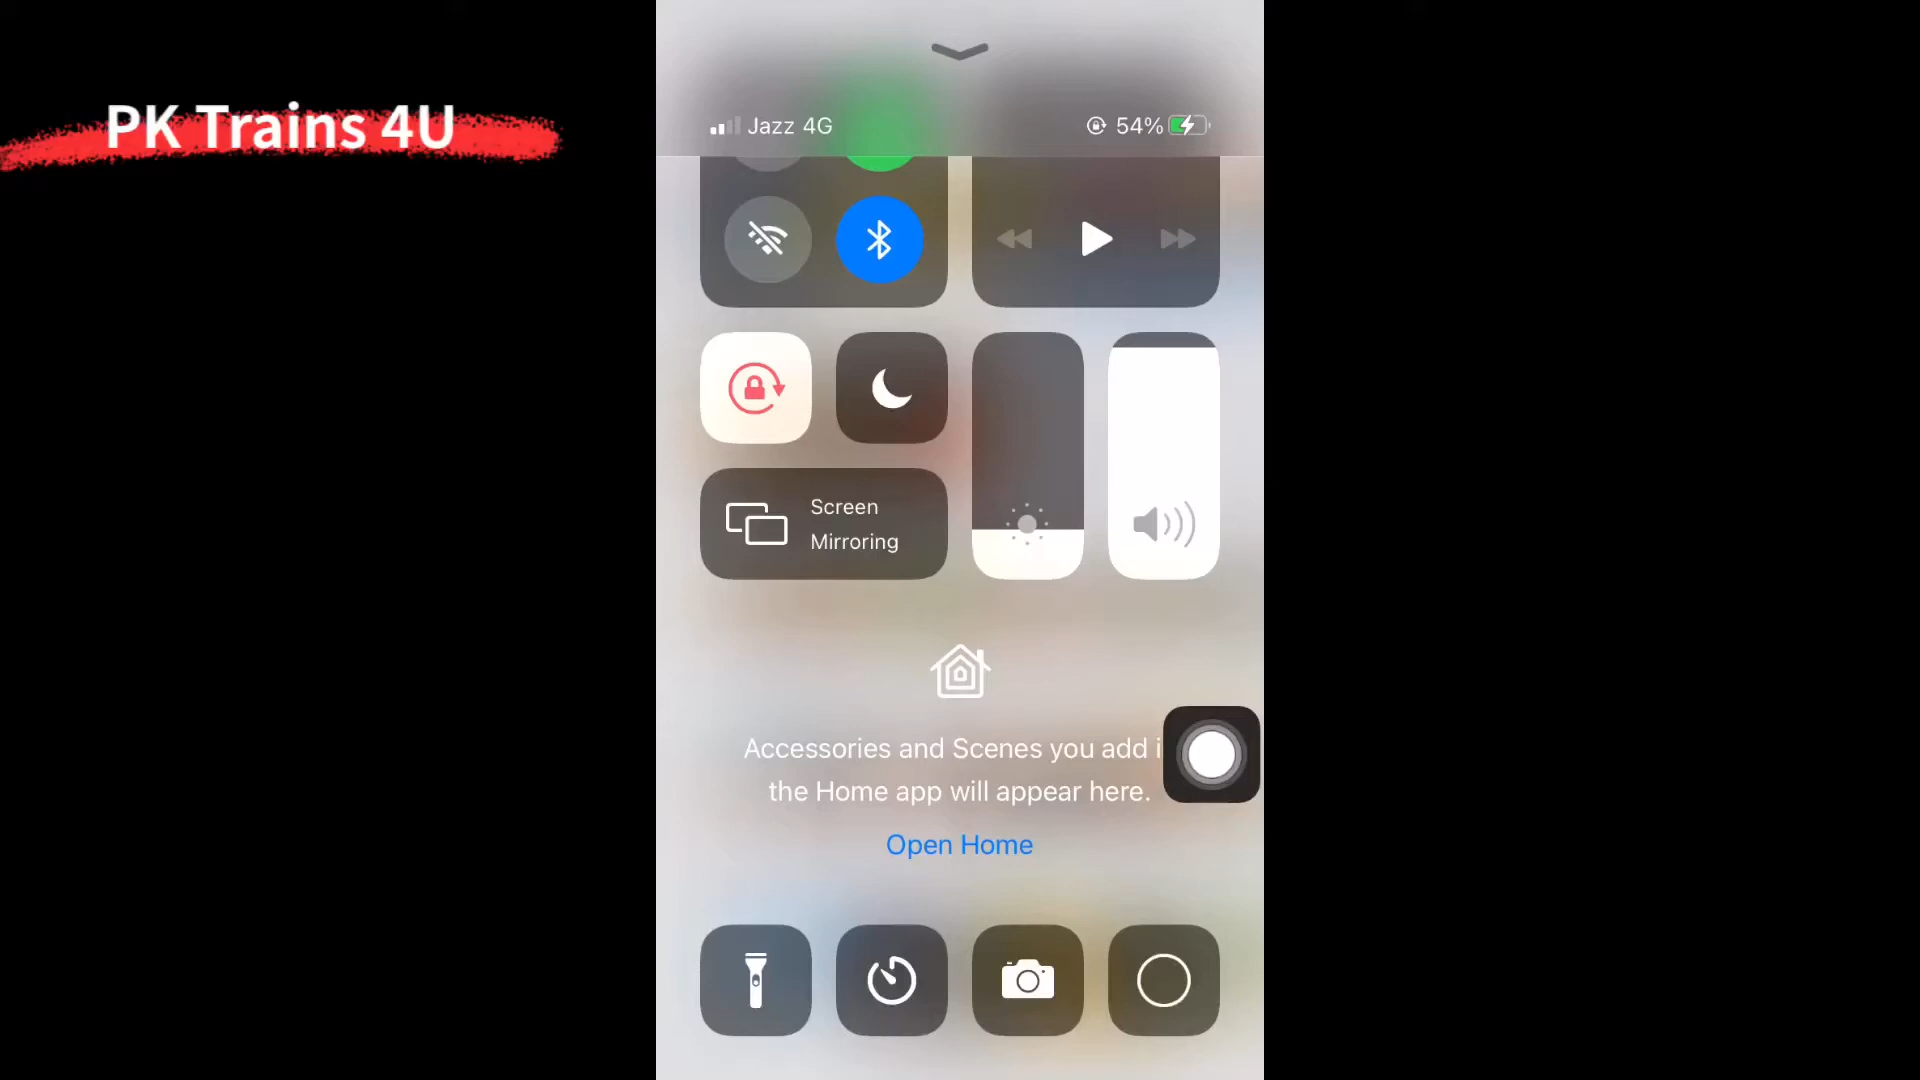 PK Trains 4U
Jazz 4G
54%
Screen
Mirroring
Accessories and Scenes you add
the Home app will appear here.
Open Home